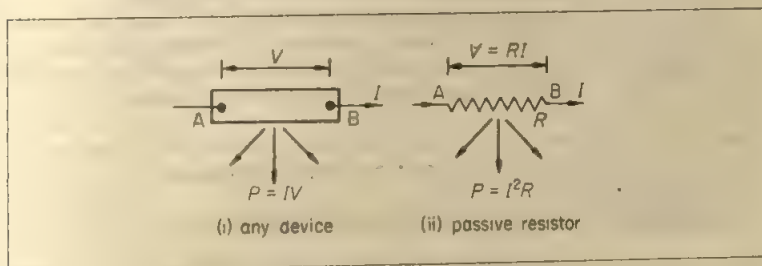 V
∀ = RI
A
B
I
A
B
I
R
P = IV
P = I²R
(i) any device
(ii) passive resistor